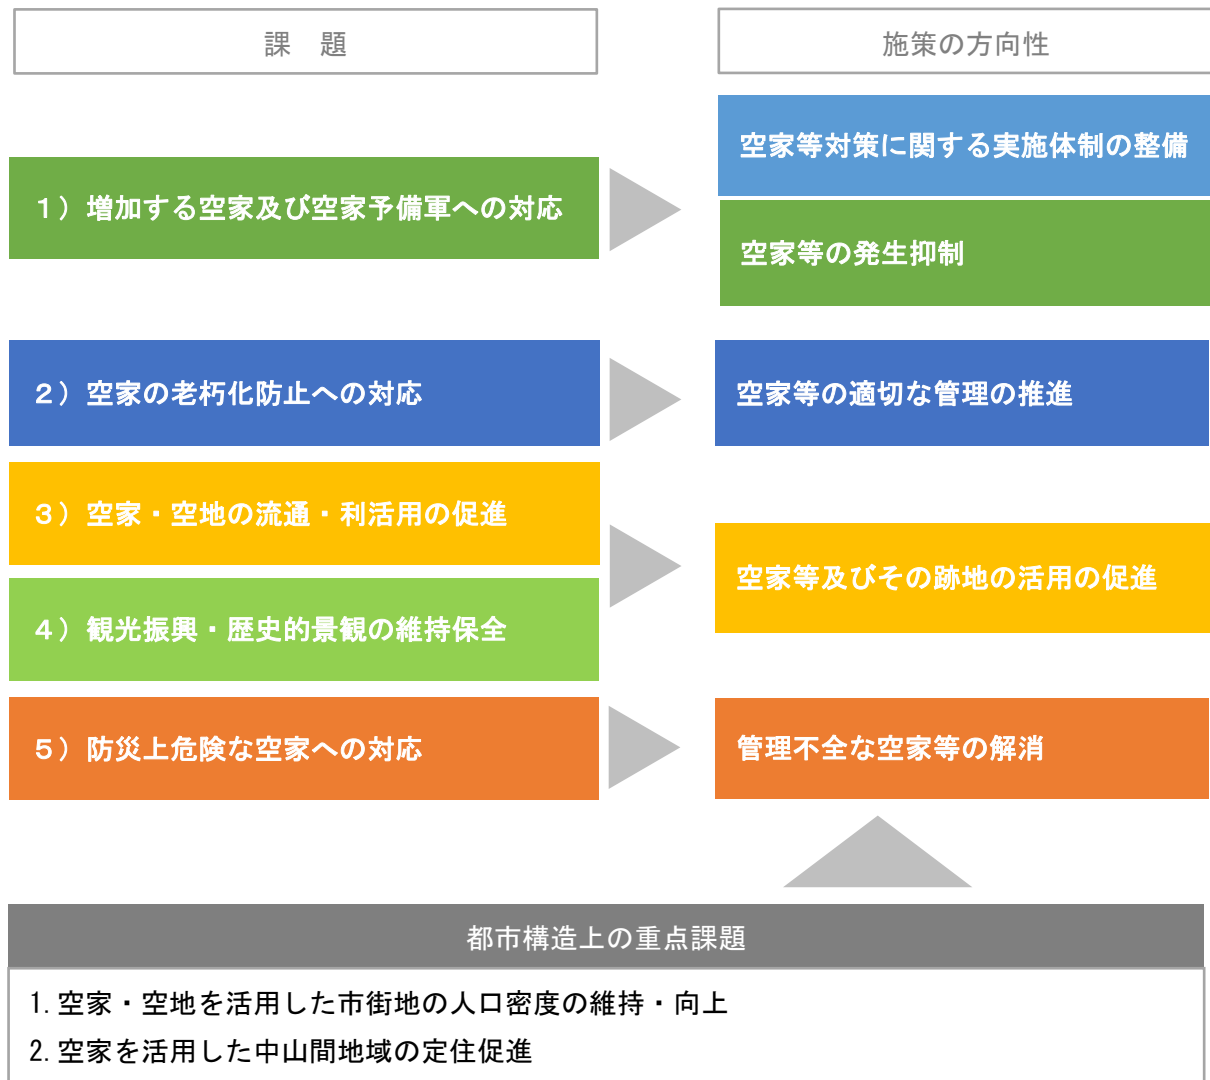 課　題
施策の方向性
空家等対策に関する実施体制の整備
１）増加する空家及び空家予備軍への対応
空家等の発生抑制
２）空家の老朽化防止への対応
空家等の適切な管理の推進
３）空家・空地の流通・利活用の促進
空家等及びその跡地の活用の促進
４）観光振興・歴史的景観の維持保全
５）防災上危険な空家への対応
管理不全な空家等の解消
都市構造上の重点課題
1.空家・空地を活用した市街地の人口密度の維持・向上
2.空家を活用した中山間地域の定住促進